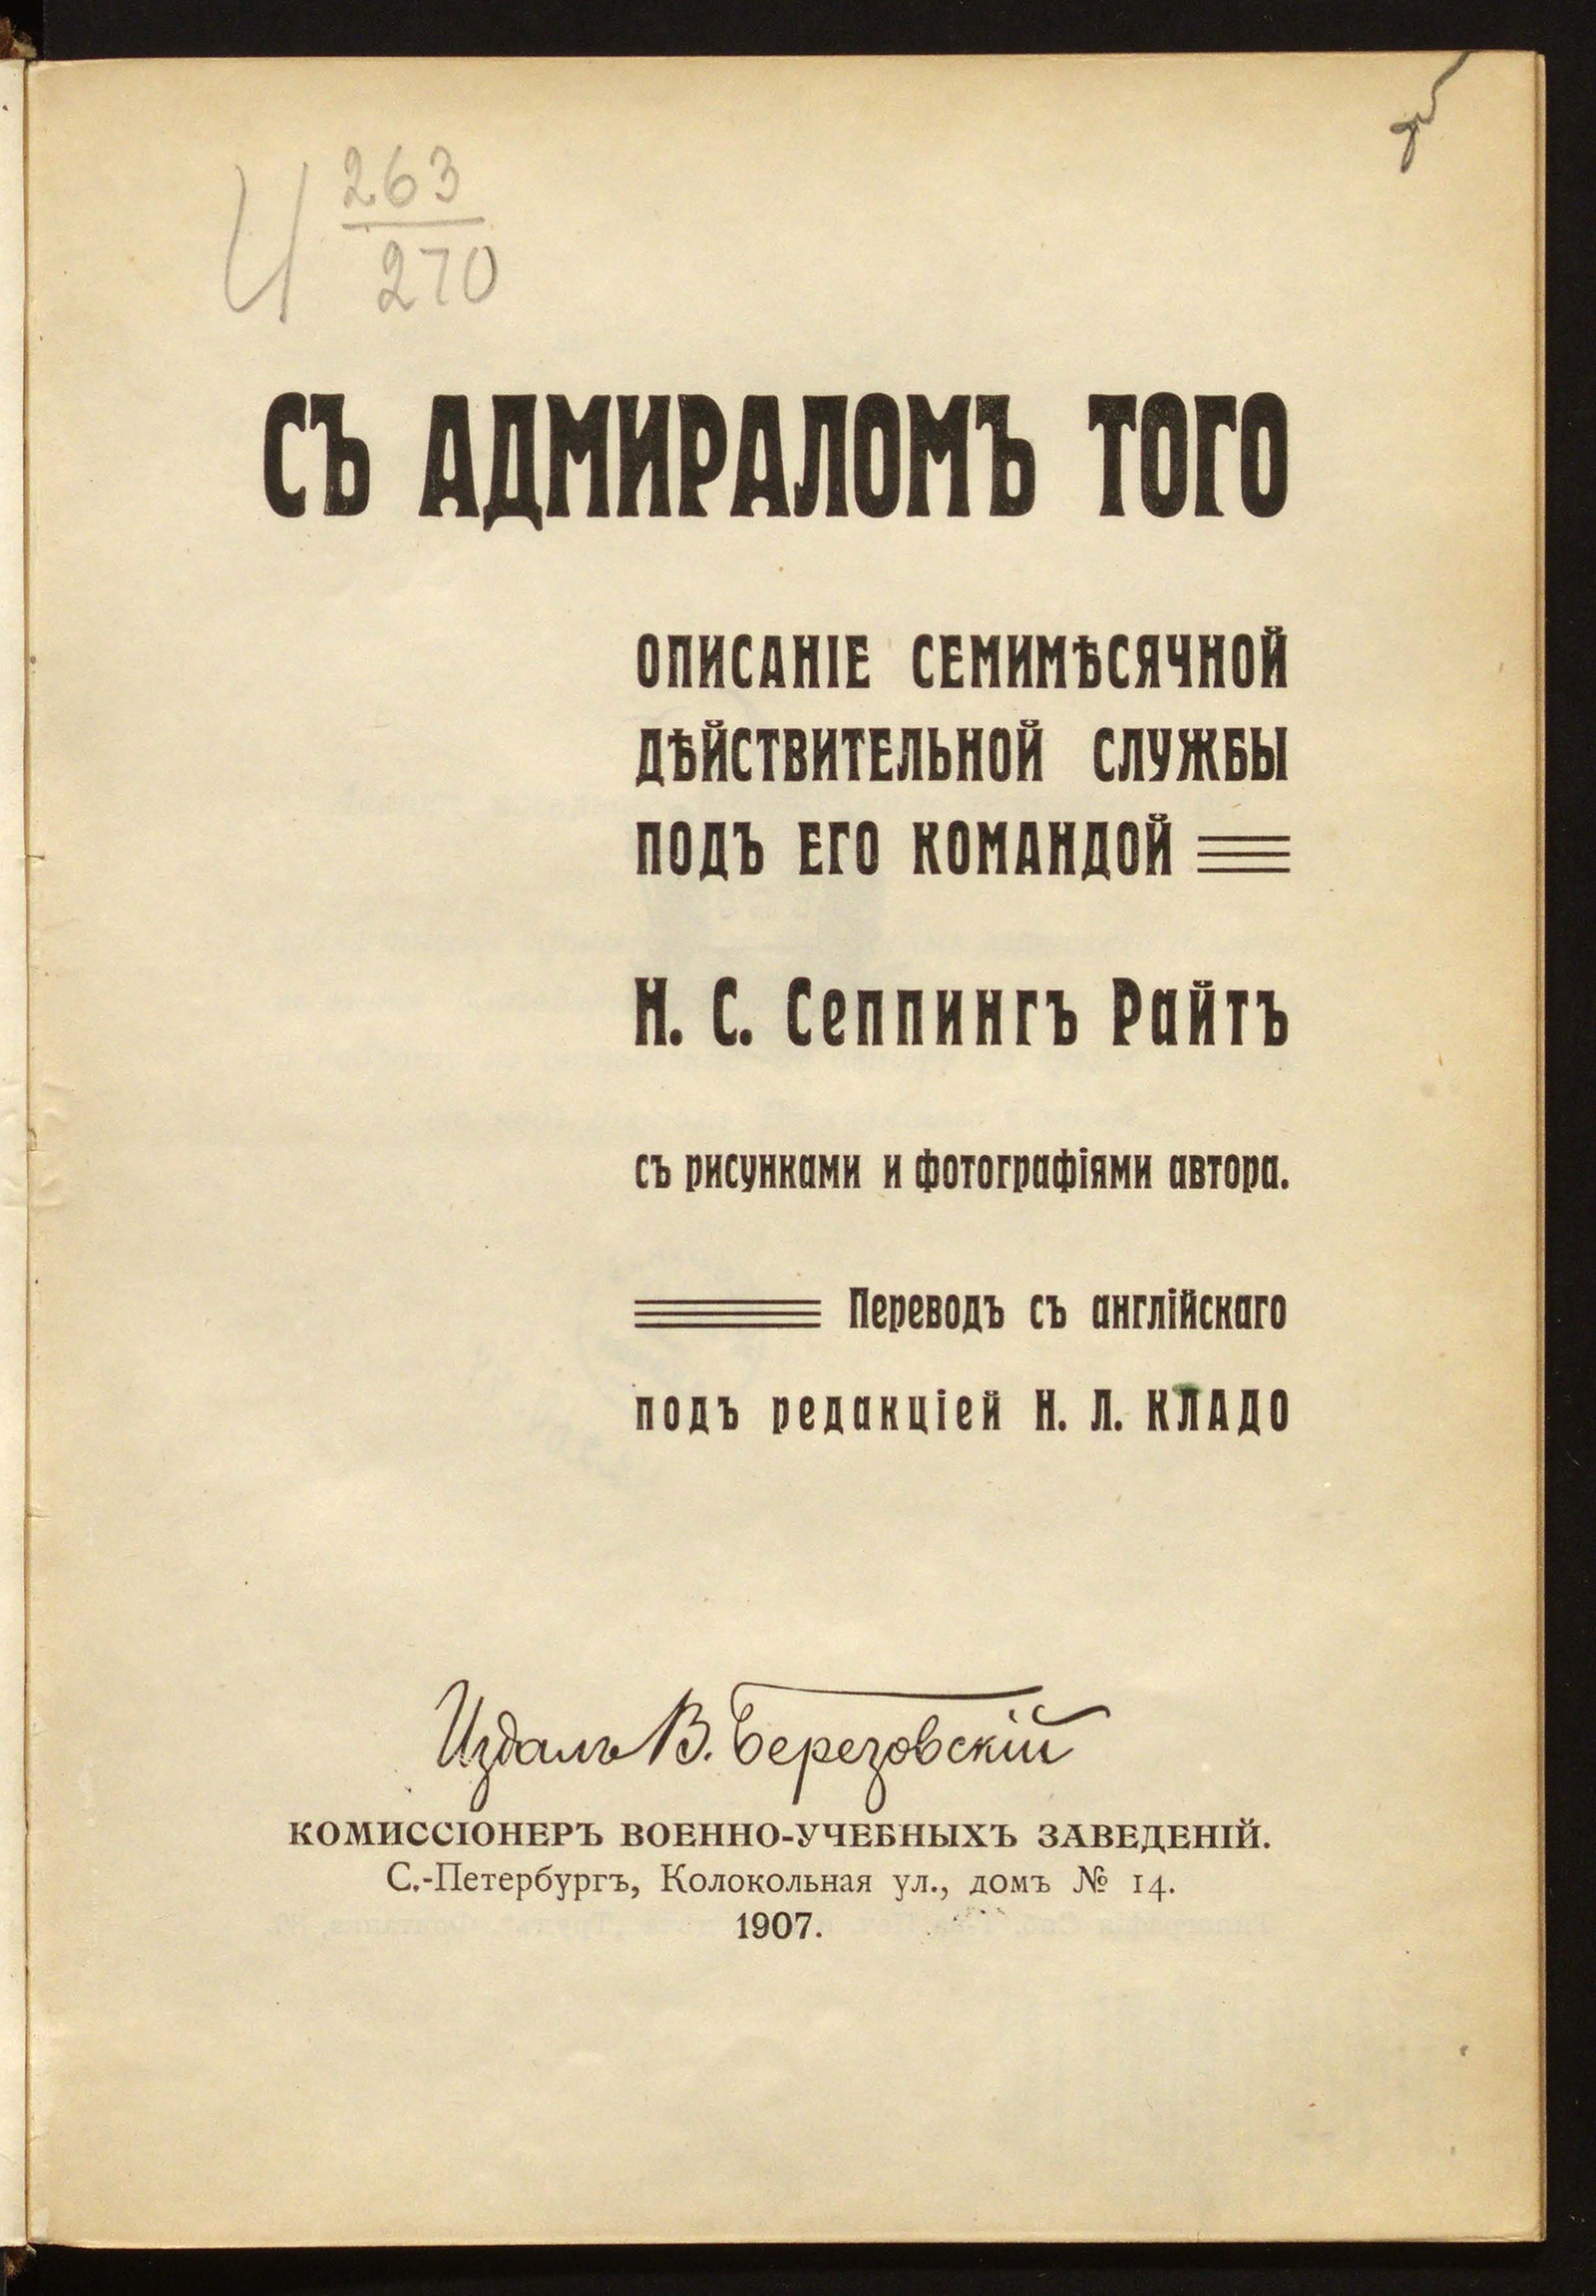 И 263
270
СЪ АДМИРАЛОМЪ ТОГО
ОПИСАНІЕ СЕМИМѢСЯЧНОЙ
ДѢЙСТВИТЕЛЬНОЙ СЛУЖБЫ
ПОДЪ ЕГО КОМАНДОЙ
Н. С. Сеппингъ Райтъ
съ рисунками и фотографіями автора.
Переводъ съ англійскаго
подъ редакціей Н. Л. КЛАДО
Издалъ В. Березовскій
КОМИССІОНЕРЪ ВОЕННО-УЧЕБНЫХЪ ЗАВЕДЕНІЙ.
С.-Петербургъ, Колокольная ул., домъ № 14.
1907.